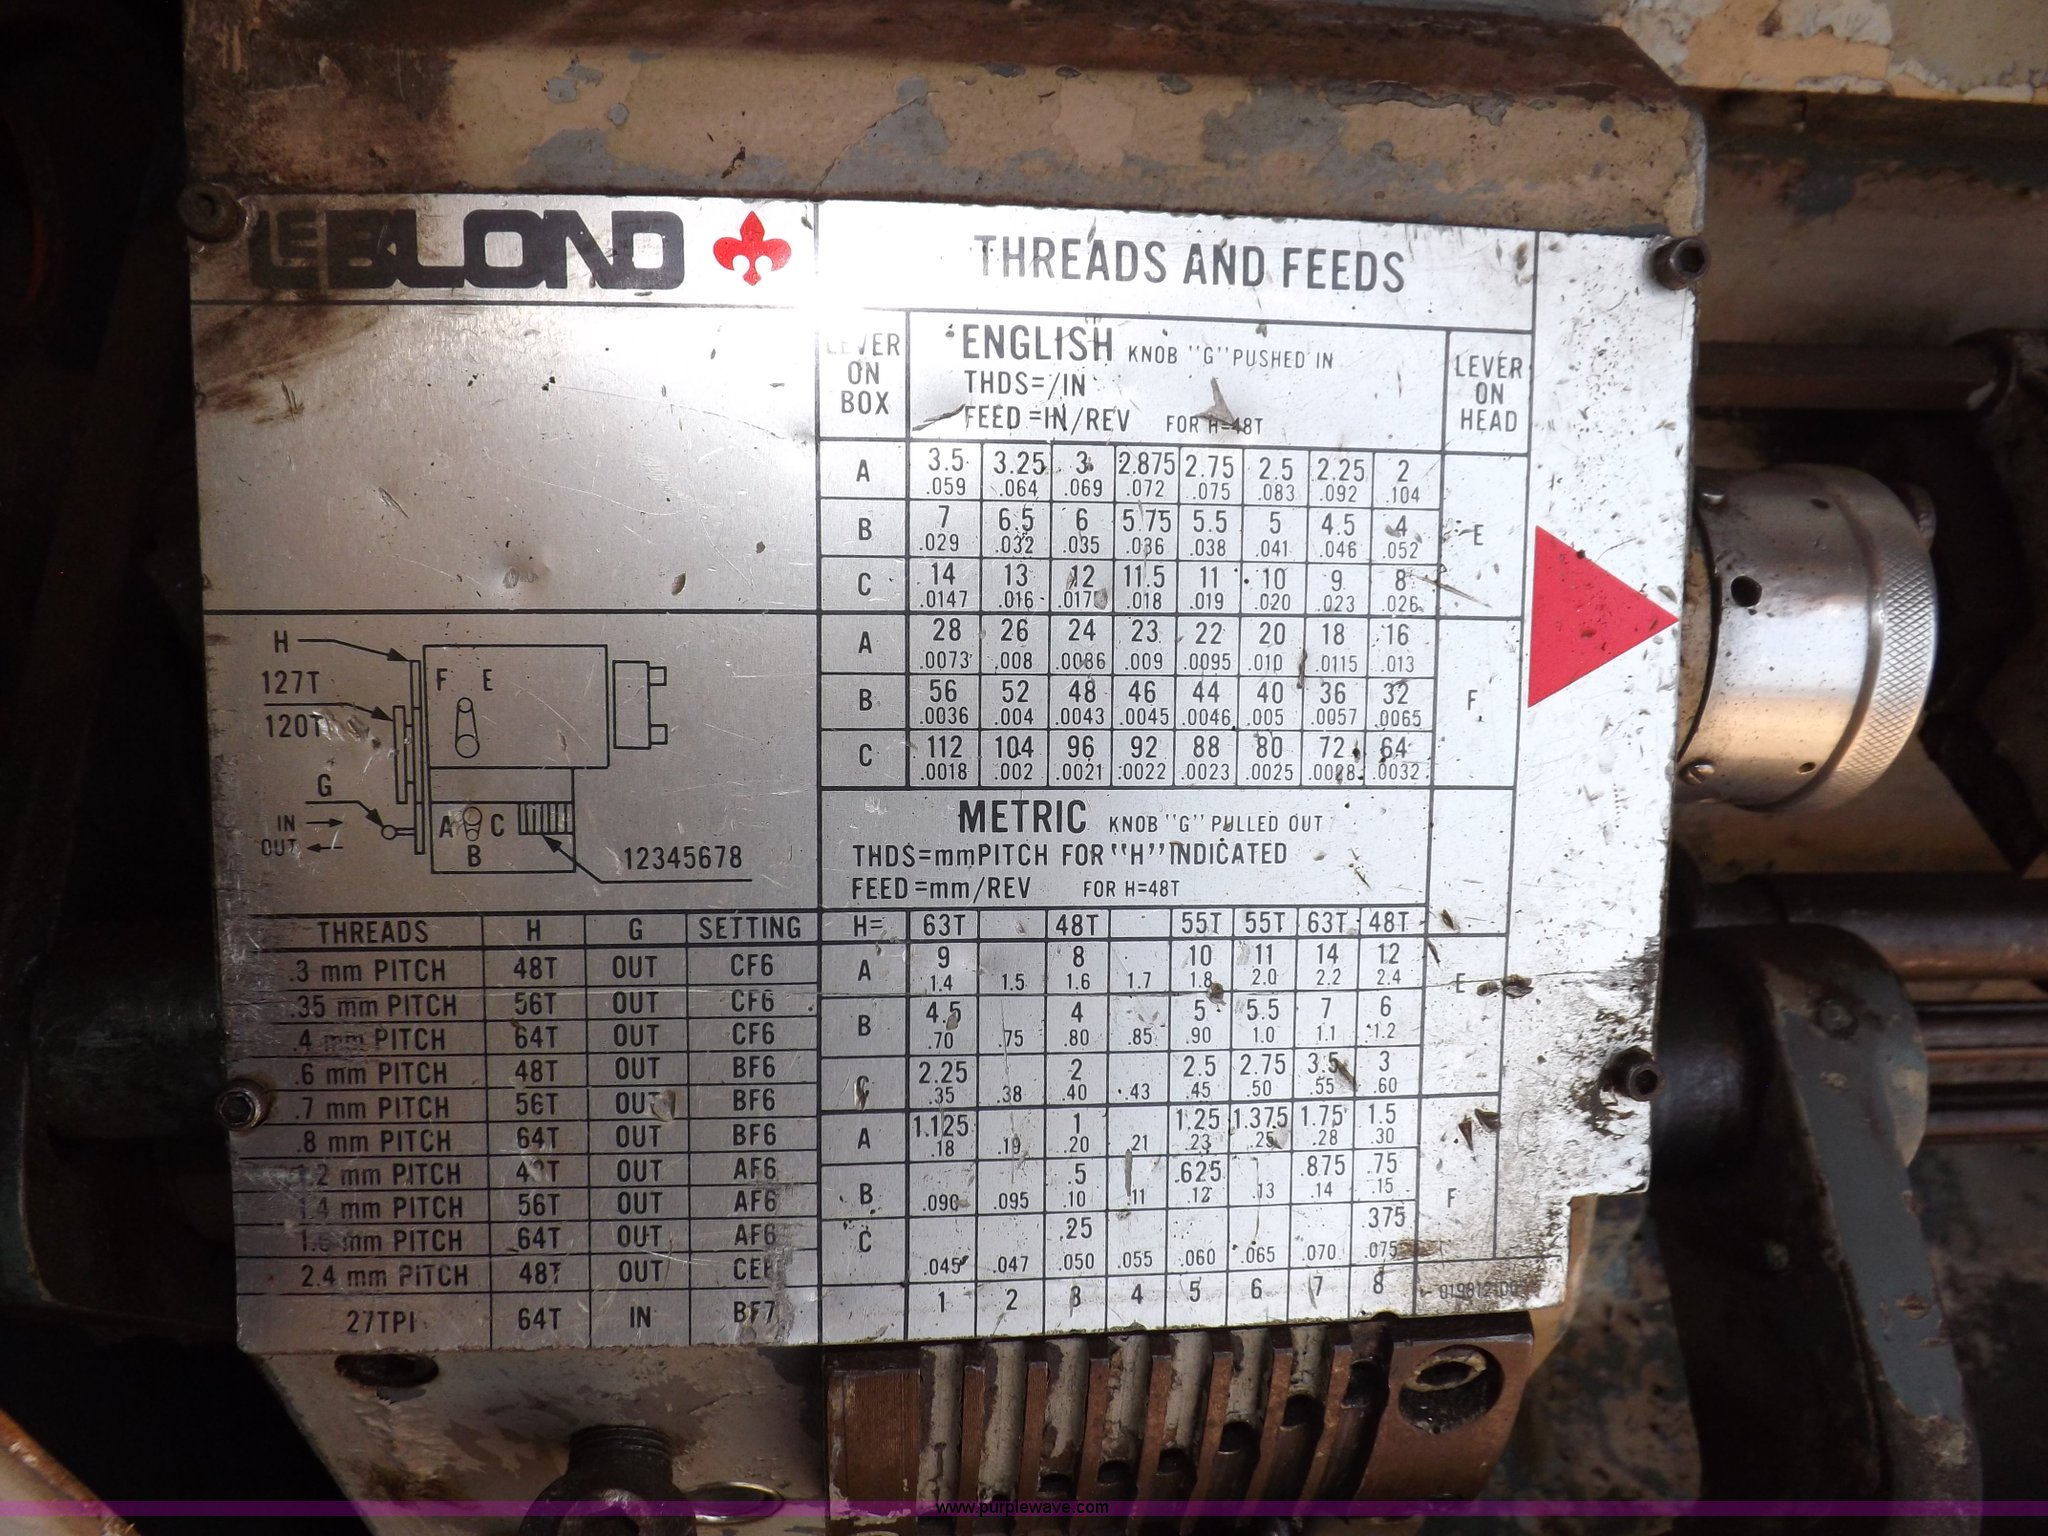 LEBLOND
THREADS AND FEEDS
LEVER
ON
BOX
ENGLISH KNOB "G" PUSHED IN
THDS=/IN
FEED=IN/REV FOR H=48T
LEVER
ON
HEAD
A 3.5 3.25 3 2.875 2.75 2.5 2.25 2
.059 .064 .069 .072 .075 .083 .092 .104
B 7 6.5 6 5.75 5.5 5 4.5 4 E
.029 .032 .035 .036 .038 .041 .046 .052
C 14 13 12 11.5 11 10 9 8
.0147 .016 .017 .018 .019 .020 .023 .026
A 28 26 24 23 22 20 18 16
.0073 .008 .0086 .009 .0095 .010 .0115 .013
B 56 52 48 46 44 40 36 32 F
.0036 .004 .0043 .0045 .0046 .005 .0057 .0065
C 112 104 96 92 88 80 72 64
.0018 .002 .0021 .0022 .0023 .0025 .0028 .0032
METRIC KNOB "G" PULLED OUT
THDS=mmPITCH FOR "H" INDICATED
FEED=mm/REV FOR H=48T
H= 63T 48T 55T 55T 63T 48T
A 9 8 10 11 14 12
1.4 1.5 1.6 1.7 1.8 2.0 2.2 2.4
B 4.5 4 5 5.5 7 6 E
.70 .75 .80 .85 .90 1.0 1.1 1.2
C 2.25 2 2.5 2.75 3.5 3
.35 .38 .40 .43 .45 .50 .55 .60
A 1.125 1 1.25 1.375 1.75 1.5
.18 .19 .20 .21 .23 .25 .28 .30
B .5 .625 .875 .75 F
.090 .095 .10 .11 .12 .13 .14 .15
C .25 .375
.045 .047 .050 .055 .060 .065 .070 .075
1 2 3 4 5 6 7 8
H
127T
120T
G
IN
OUT
F E
A C
B
12345678
THREADS H G SETTING
.3 mm PITCH 48T OUT CF6
.35 mm PITCH 56T OUT CF6
.4 mm PITCH 64T OUT CF6
.6 mm PITCH 48T OUT BF6
.7 mm PITCH 56T OUT BF6
.8 mm PITCH 64T OUT BF6
1.2 mm PITCH 48T OUT AF6
1.4 mm PITCH 56T OUT AF6
1.6 mm PITCH 64T OUT AF6
2.4 mm PITCH 48T OUT
27TPI 64T IN BF7
www.purplewave.com